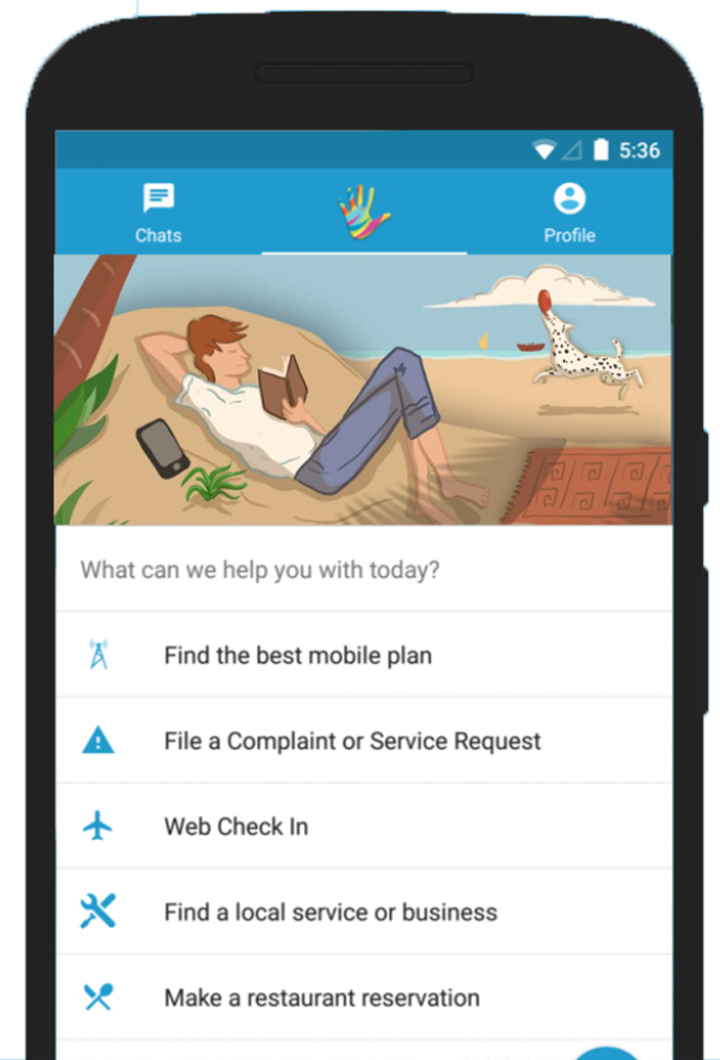 5:36
Chats
Profile
What can we help you with today?
Find the best mobile plan
File a Complaint or Service Request
Web Check In
Find a local service or business
Make a restaurant reservation